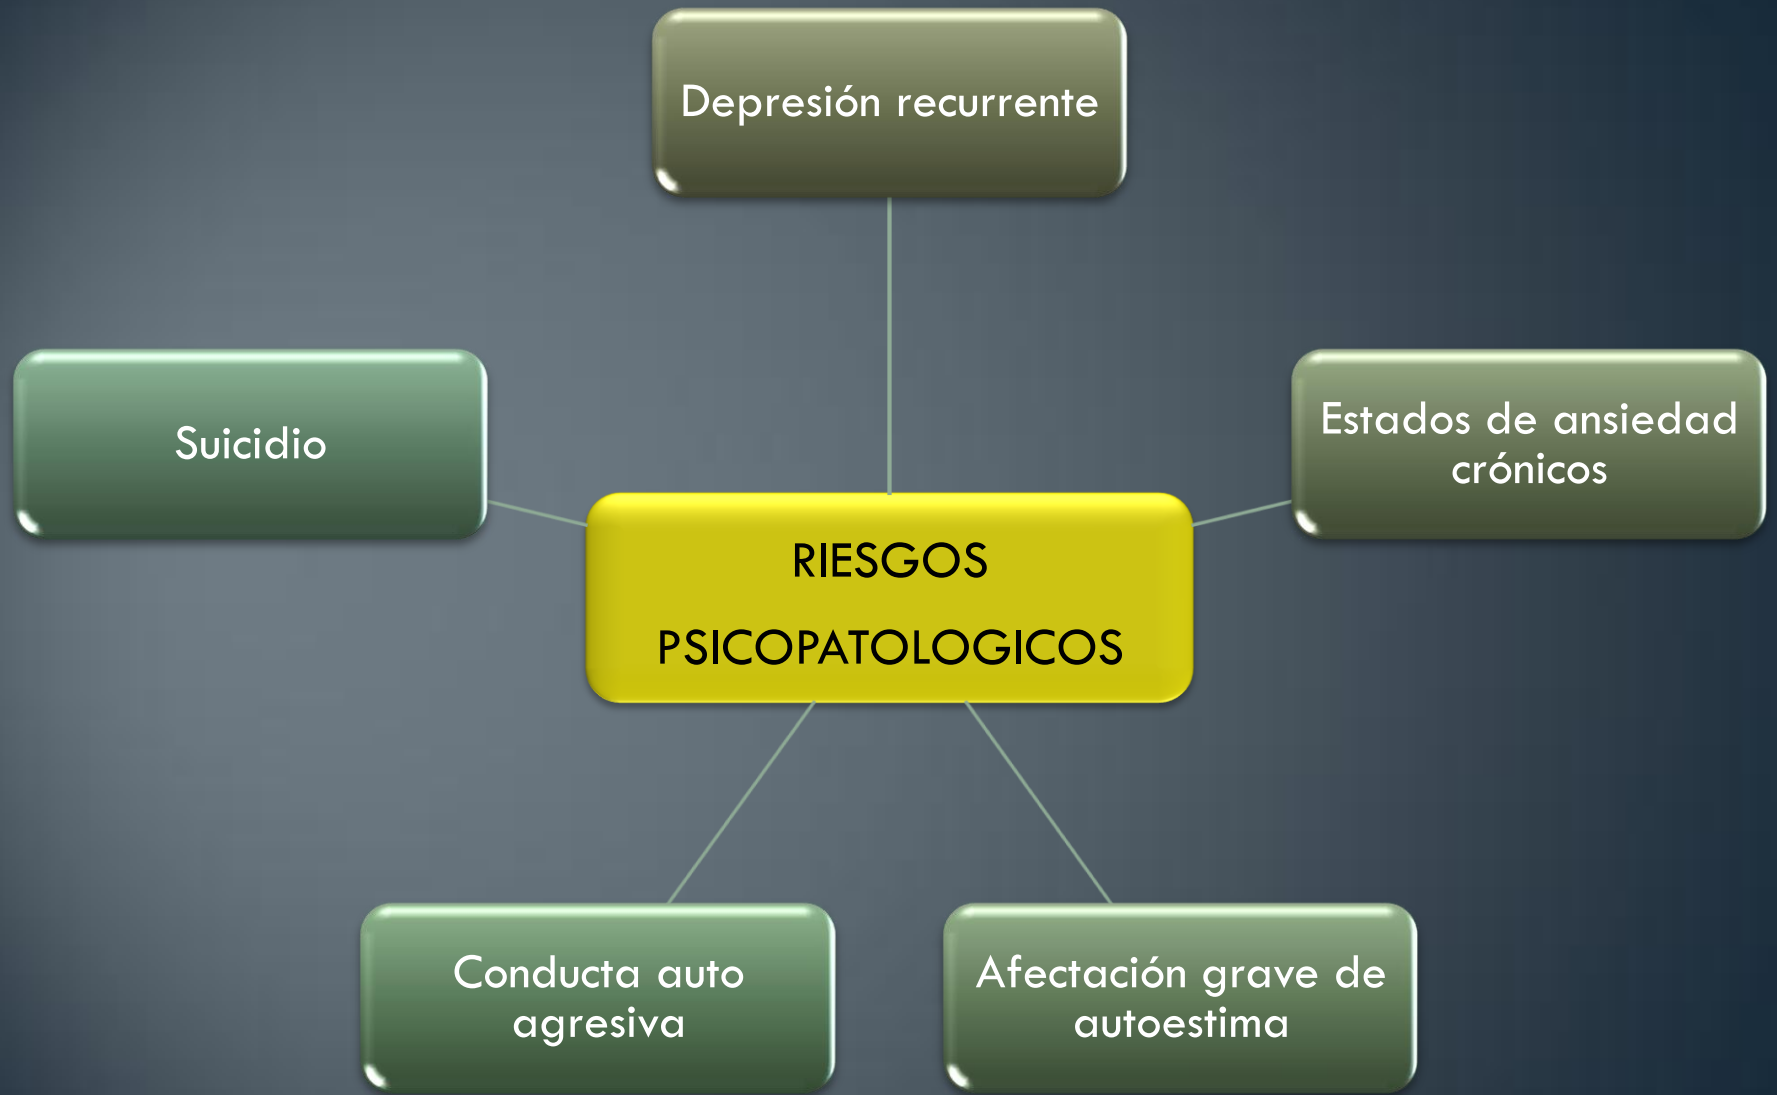 Depresión recurrente
Suicidio
Estados de ansiedad
crónicos
RIESGOS
PSICOPATOLOGICOS
Conducta auto
agresiva
Afectación grave de
autoestima